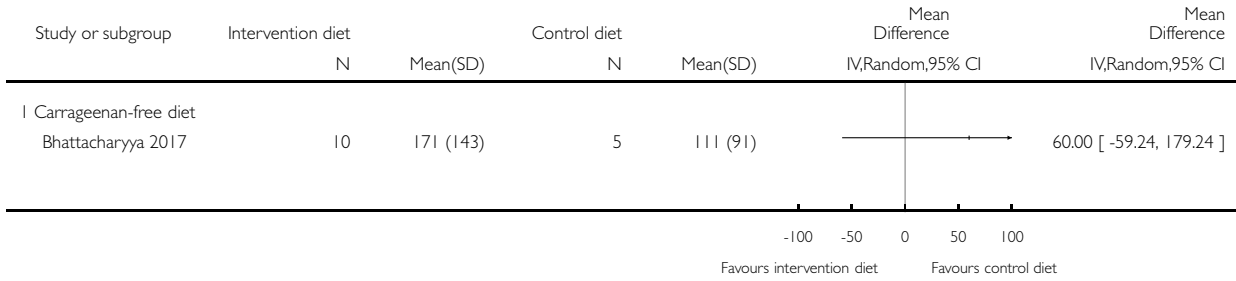 Study or subgroup Intervention diet Control diet Mean Difference Mean Difference
N Mean(SD) N Mean(SD) IV,Random,95% CI IV,Random,95% CI
1 Carrageenan-free diet
Bhattacharyya 2017 10 171 (143) 5 111 (91) 60.00 [ -59.24, 179.24 ]
-100 -50 0 50 100
Favours intervention diet Favours control diet